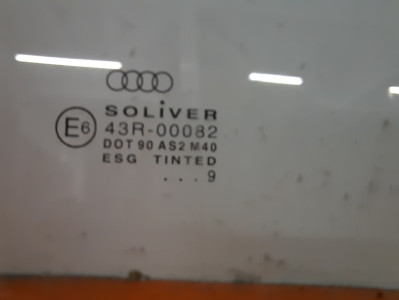 SOLiVER
E6 43R-00082
DOT 90 AS2 M40
ESG TINTED
. . . 9